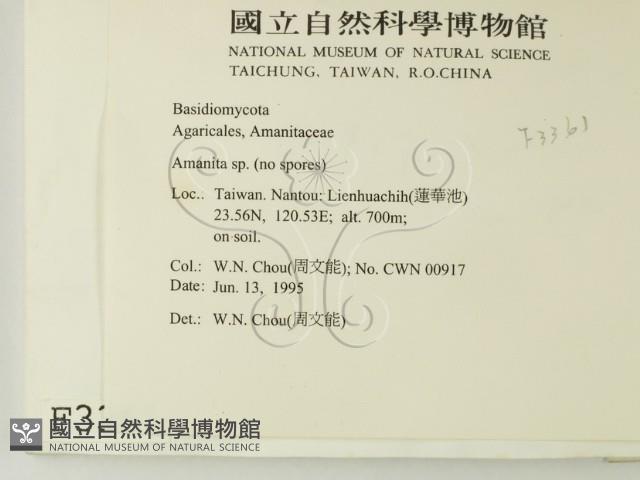 國立自然科學博物館
NATIONAL MUSEUM OF NATURAL SCIENCE
TAICHUNG, TAIWAN, R.O.CHINA
F3361
Basidiomycota
Agaricales, Amanitaceae
Amanita sp. (no spores)
Loc.: Taiwan. Nantou: Lienhuachih(蓮華池)
23.56N, 120.53E; alt. 700m;
on soil.
Col.: W.N. Chou(周文能); No. CWN 00917
Date: Jun. 13, 1995
Det.: W.N. Chou(周文能)
國立自然科學博物館
NATIONAL MUSEUM OF NATURAL SCIENCE